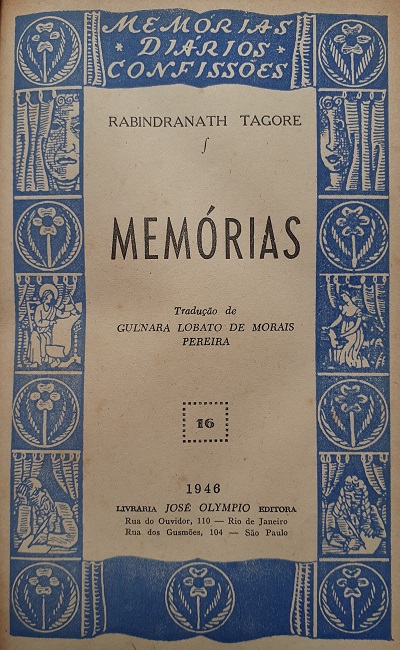 MEMÓRIAS
* DIÁRIOS *
CONFISSÕES
RABINDRANATH TAGORE
MEMÓRIAS
Tradução de
GULNARA LOBATO DE MORAIS
PEREIRA
16
1946
LIVRARIA JOSÉ OLYMPIO EDITORA
Rua do Ouvidor, 110 — Rio de Janeiro
Rua dos Gusmões, 104 — São Paulo